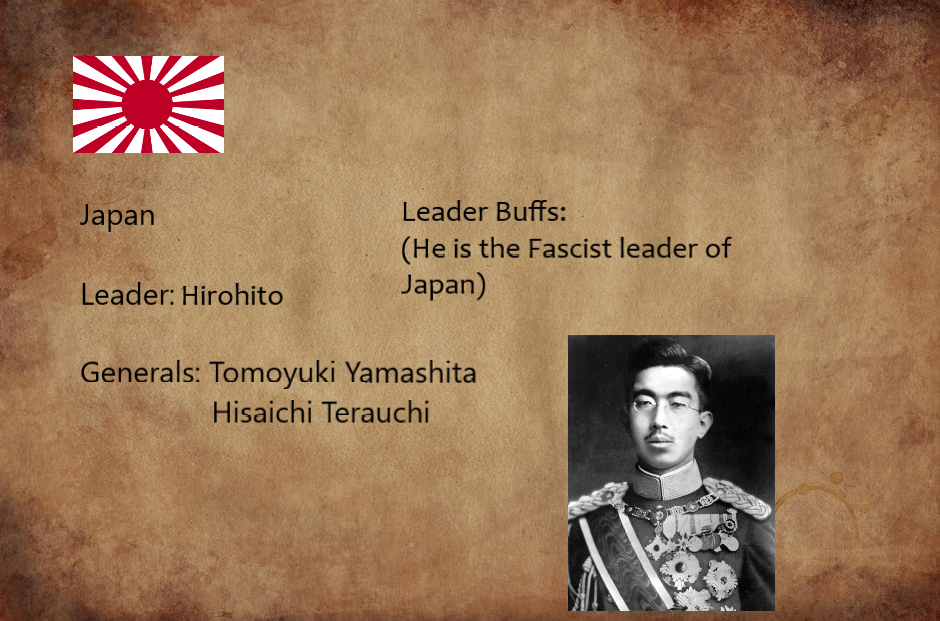 Japan
Leader: Hirohito
Generals: Tomoyuki Yamashita
Hisaichi Terauchi
Leader Buffs:
(He is the Fascist leader of
Japan)